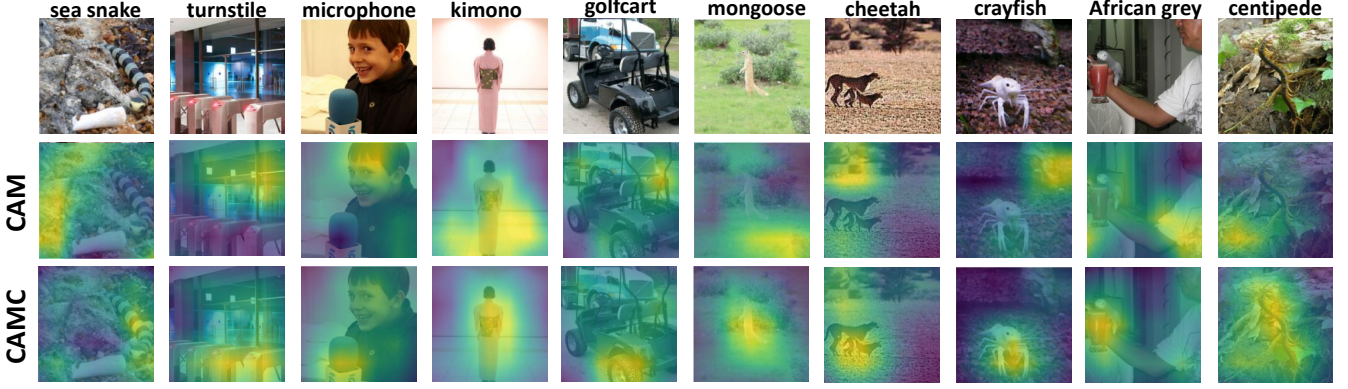 sea snake turnstile microphone kimono golfcart mongoose cheetah crayfish African grey centipede
CAM
CAMC